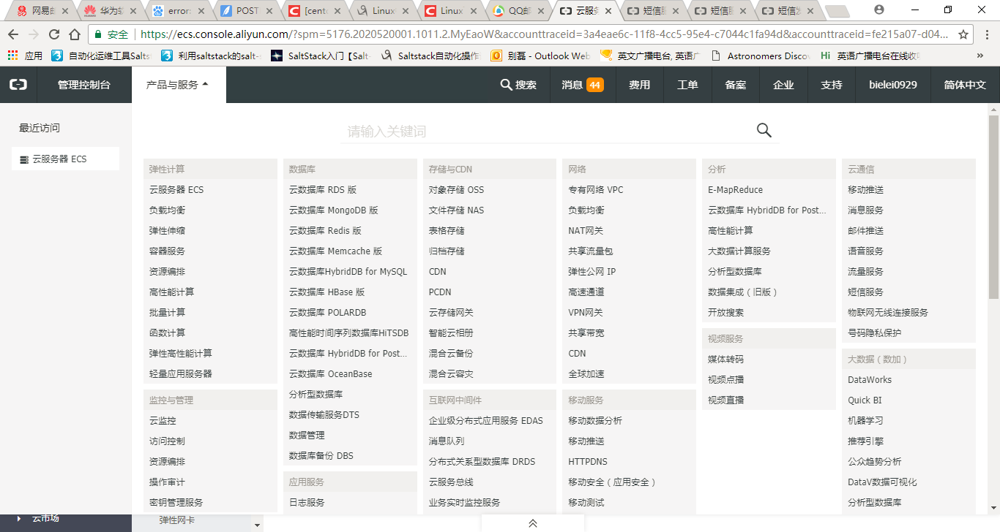 网易邮
华为软
error:
POST
[cent
Linux
Linux
QQ邮
云服务
短信服
短信服
短信发
安全
https://ecs.console.aliyun.com/?spm=5176.2020520001.1011.2.MyEaoW&accounttraceid=3a4eae6c-11f8-4cc5-95e4-c7044c1fa94d&accounttraceid=fe215a07-d04...
应用
自动化运维工具Salts
利用saltstack的salt-
SaltStack入门【Salt-
Saltstack自动化操作
别磊 - Outlook Web
英文广播电台, 英语广
Astronomers Disco
Hi 英语广播电台在线收
管理控制台
产品与服务
搜索
消息 44
费用
工单
备案
企业
支持
bielei0929
简体中文
最近访问
云服务器 ECS
请输入关键词
弹性计算
云服务器 ECS
负载均衡
弹性伸缩
容器服务
资源编排
高性能计算
批量计算
函数计算
弹性高性能计算
轻量应用服务器
监控与管理
云监控
访问控制
资源编排
操作审计
密钥管理服务
数据库
云数据库 RDS 版
云数据库 MongoDB 版
云数据库 Redis 版
云数据库 Memcache 版
云数据库HybridDB for MySQL
云数据库 HBase 版
云数据库 POLARDB
高性能时间序列数据库HiTSDB
云数据库 HybridDB for Post...
云数据库 OceanBase
分析型数据库
数据传输服务DTS
数据管理
数据库备份 DBS
应用服务
日志服务
存储与CDN
对象存储 OSS
文件存储 NAS
表格存储
归档存储
CDN
PCDN
云存储网关
智能云相册
混合云备份
混合云容灾
互联网中间件
企业级分布式应用服务 EDAS
消息队列
分布式关系型数据库 DRDS
云服务总线
业务实时监控服务
网络
专有网络 VPC
负载均衡
NAT网关
共享流量包
弹性公网 IP
高速通道
VPN网关
共享带宽
CDN
全球加速
移动服务
移动数据分析
移动推送
HTTPDNS
移动安全（应用安全）
移动测试
分析
E-MapReduce
云数据库 HybridDB for Post...
高性能计算
大数据计算服务
分析型数据库
数据集成（旧版）
开放搜索
视频服务
媒体转码
视频点播
视频直播
云通信
移动推送
消息服务
邮件推送
语音服务
流量服务
短信服务
物联网无线连接服务
号码隐私保护
大数据（数加）
DataWorks
Quick BI
机器学习
推荐引擎
公众趋势分析
DataV数据可视化
分析型数据库
云市场
弹性网卡